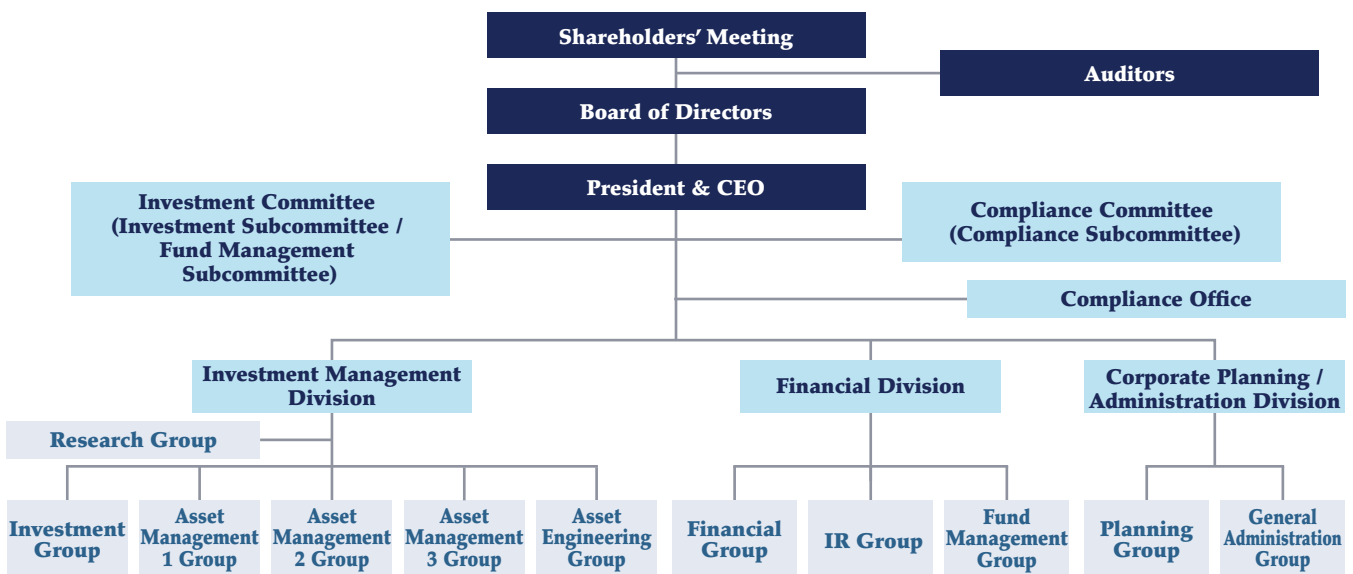 Shareholders' Meeting
Auditors
Board of Directors
President & CEO
Investment Committee
(Investment Subcommittee /
Fund Management
Subcommittee)
Compliance Committee
(Compliance Subcommittee)
Compliance Office
Investment Management
Division
Financial Division
Corporate Planning /
Administration Division
Research Group
Investment
Group
Asset
Management
1 Group
Asset
Management
2 Group
Asset
Management
3 Group
Asset
Engineering
Group
Financial
Group
IR Group
Fund
Management
Group
Planning
Group
General
Administration
Group